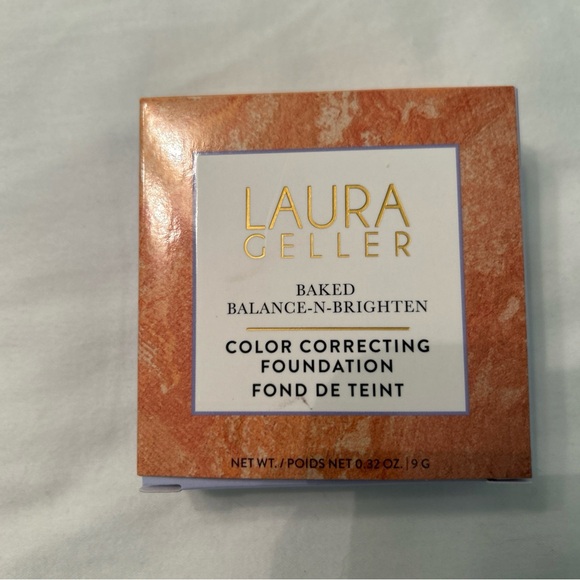 LAURA
GELLER
BAKED
BALANCE-N-BRIGHTEN
COLOR CORRECTING
FOUNDATION
FOND DE TEINT
NET WT. / POIDS NET 0.32 OZ. | 9 G